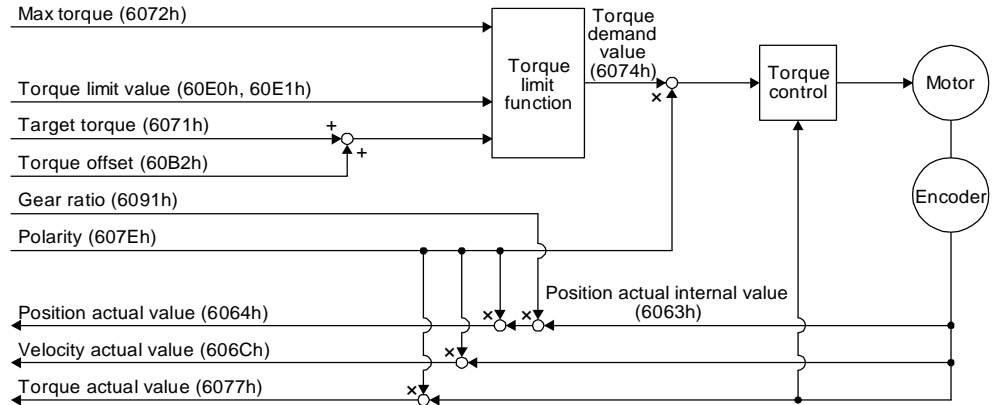 Max torque (6072h)
Torque limit value (60E0h, 60E1h)
Target torque (6071h)
+
+
Torque offset (60B2h)
Gear ratio (6091h)
Polarity (607Eh)
Torque
limit
function
Torque
demand
value
(6074h)
×
Torque
control
Motor
Encoder
Position actual internal value
(6063h)
Position actual value (6064h)
×
×
Velocity actual value (606Ch)
×
Torque actual value (6077h)
×